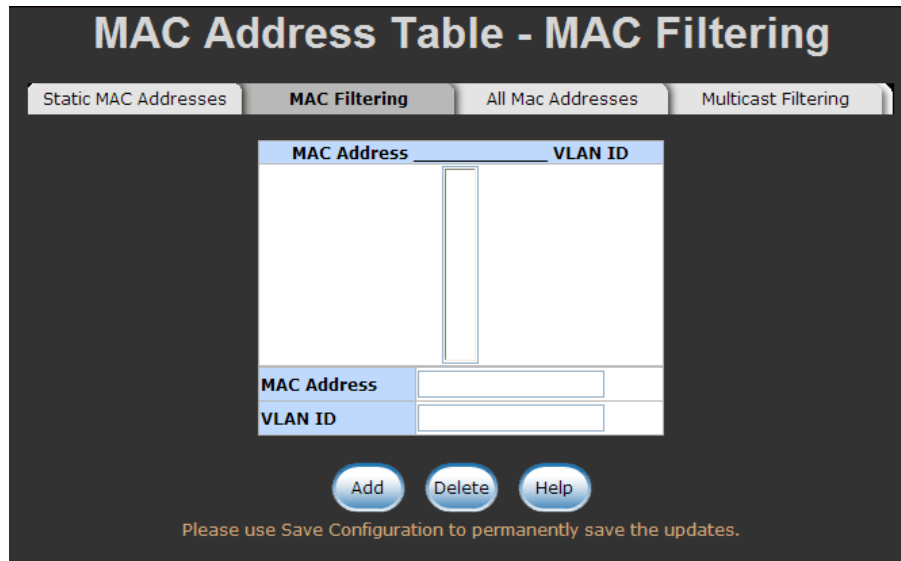 MAC Address Table - MAC Filtering
Static MAC Addresses MAC Filtering All Mac Addresses Multicast Filtering
MAC Address ____________ VLAN ID
MAC Address
VLAN ID
Add Delete Help
Please use Save Configuration to permanently save the updates.